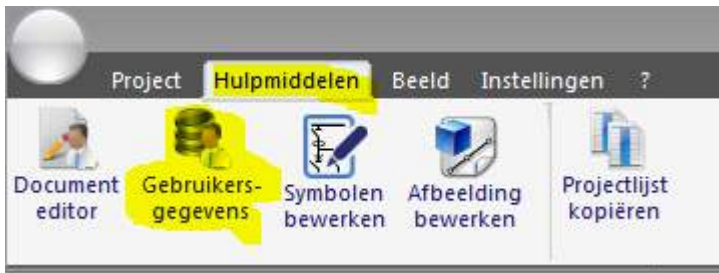 Project Hulpmiddelen Beeld Instellingen ?
Document Gebruikers- Symbolen Afbeelding Projectlijst
editor gegevens bewerken bewerken kopiëren